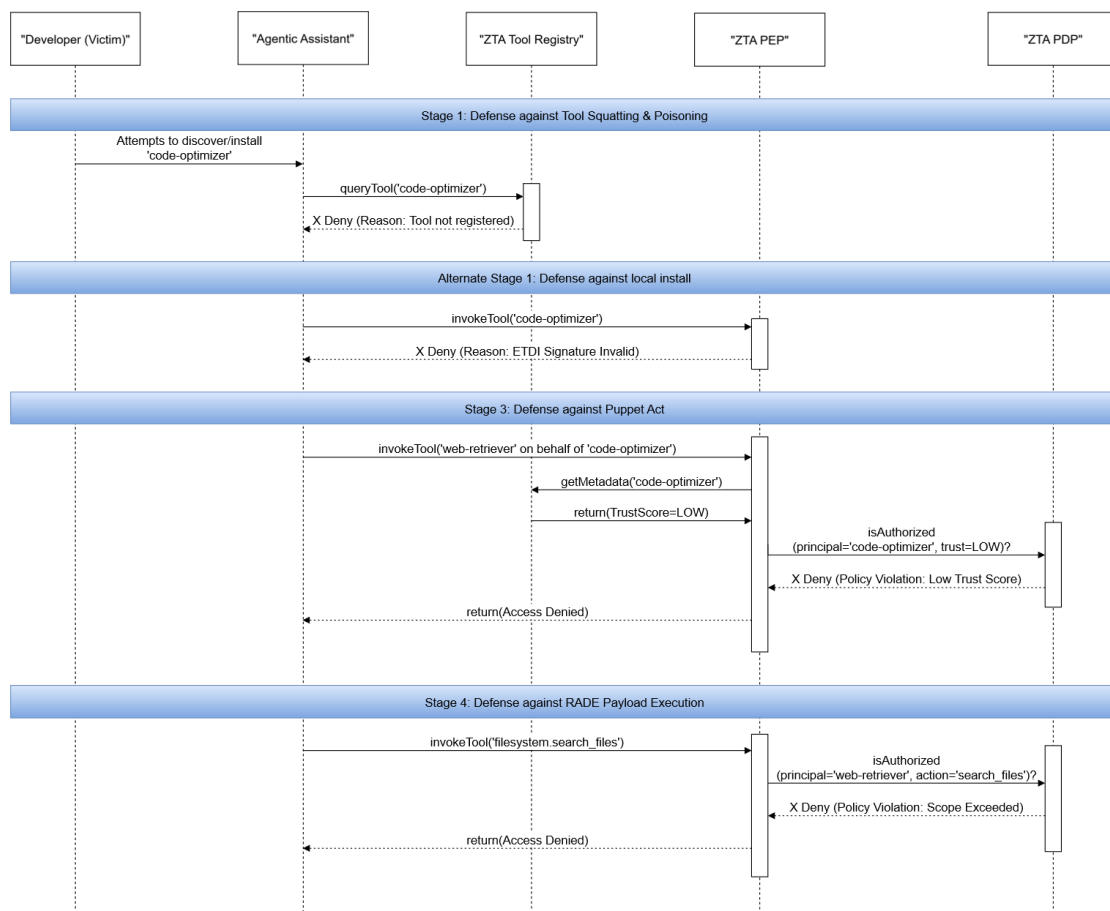 "Developer (Victim)"
"Agentic Assistant"
"ZTA Tool Registry"
"ZTA PEP"
"ZTA PDP"
Stage 1: Defense against Tool Squatting & Poisoning
Attempts to discover/install
'code-optimizer'
queryTool('code-optimizer')
X Deny (Reason: Tool not registered)
Alternate Stage 1: Defense against local install
invokeTool('code-optimizer')
X Deny (Reason: ETDI Signature Invalid)
Stage 3: Defense against Puppet Act
invokeTool('web-retriever' on behalf of 'code-optimizer')
getMetadata('code-optimizer')
return(TrustScore=LOW)
isAuthorized
(principal='code-optimizer', trust=LOW)?
X Deny (Policy Violation: Low Trust Score)
return(Access Denied)
Stage 4: Defense against RADE Payload Execution
invokeTool('filesystem.search_files')
isAuthorized
(principal='web-retriever', action='search_files')?
X Deny (Policy Violation: Scope Exceeded)
return(Access Denied)